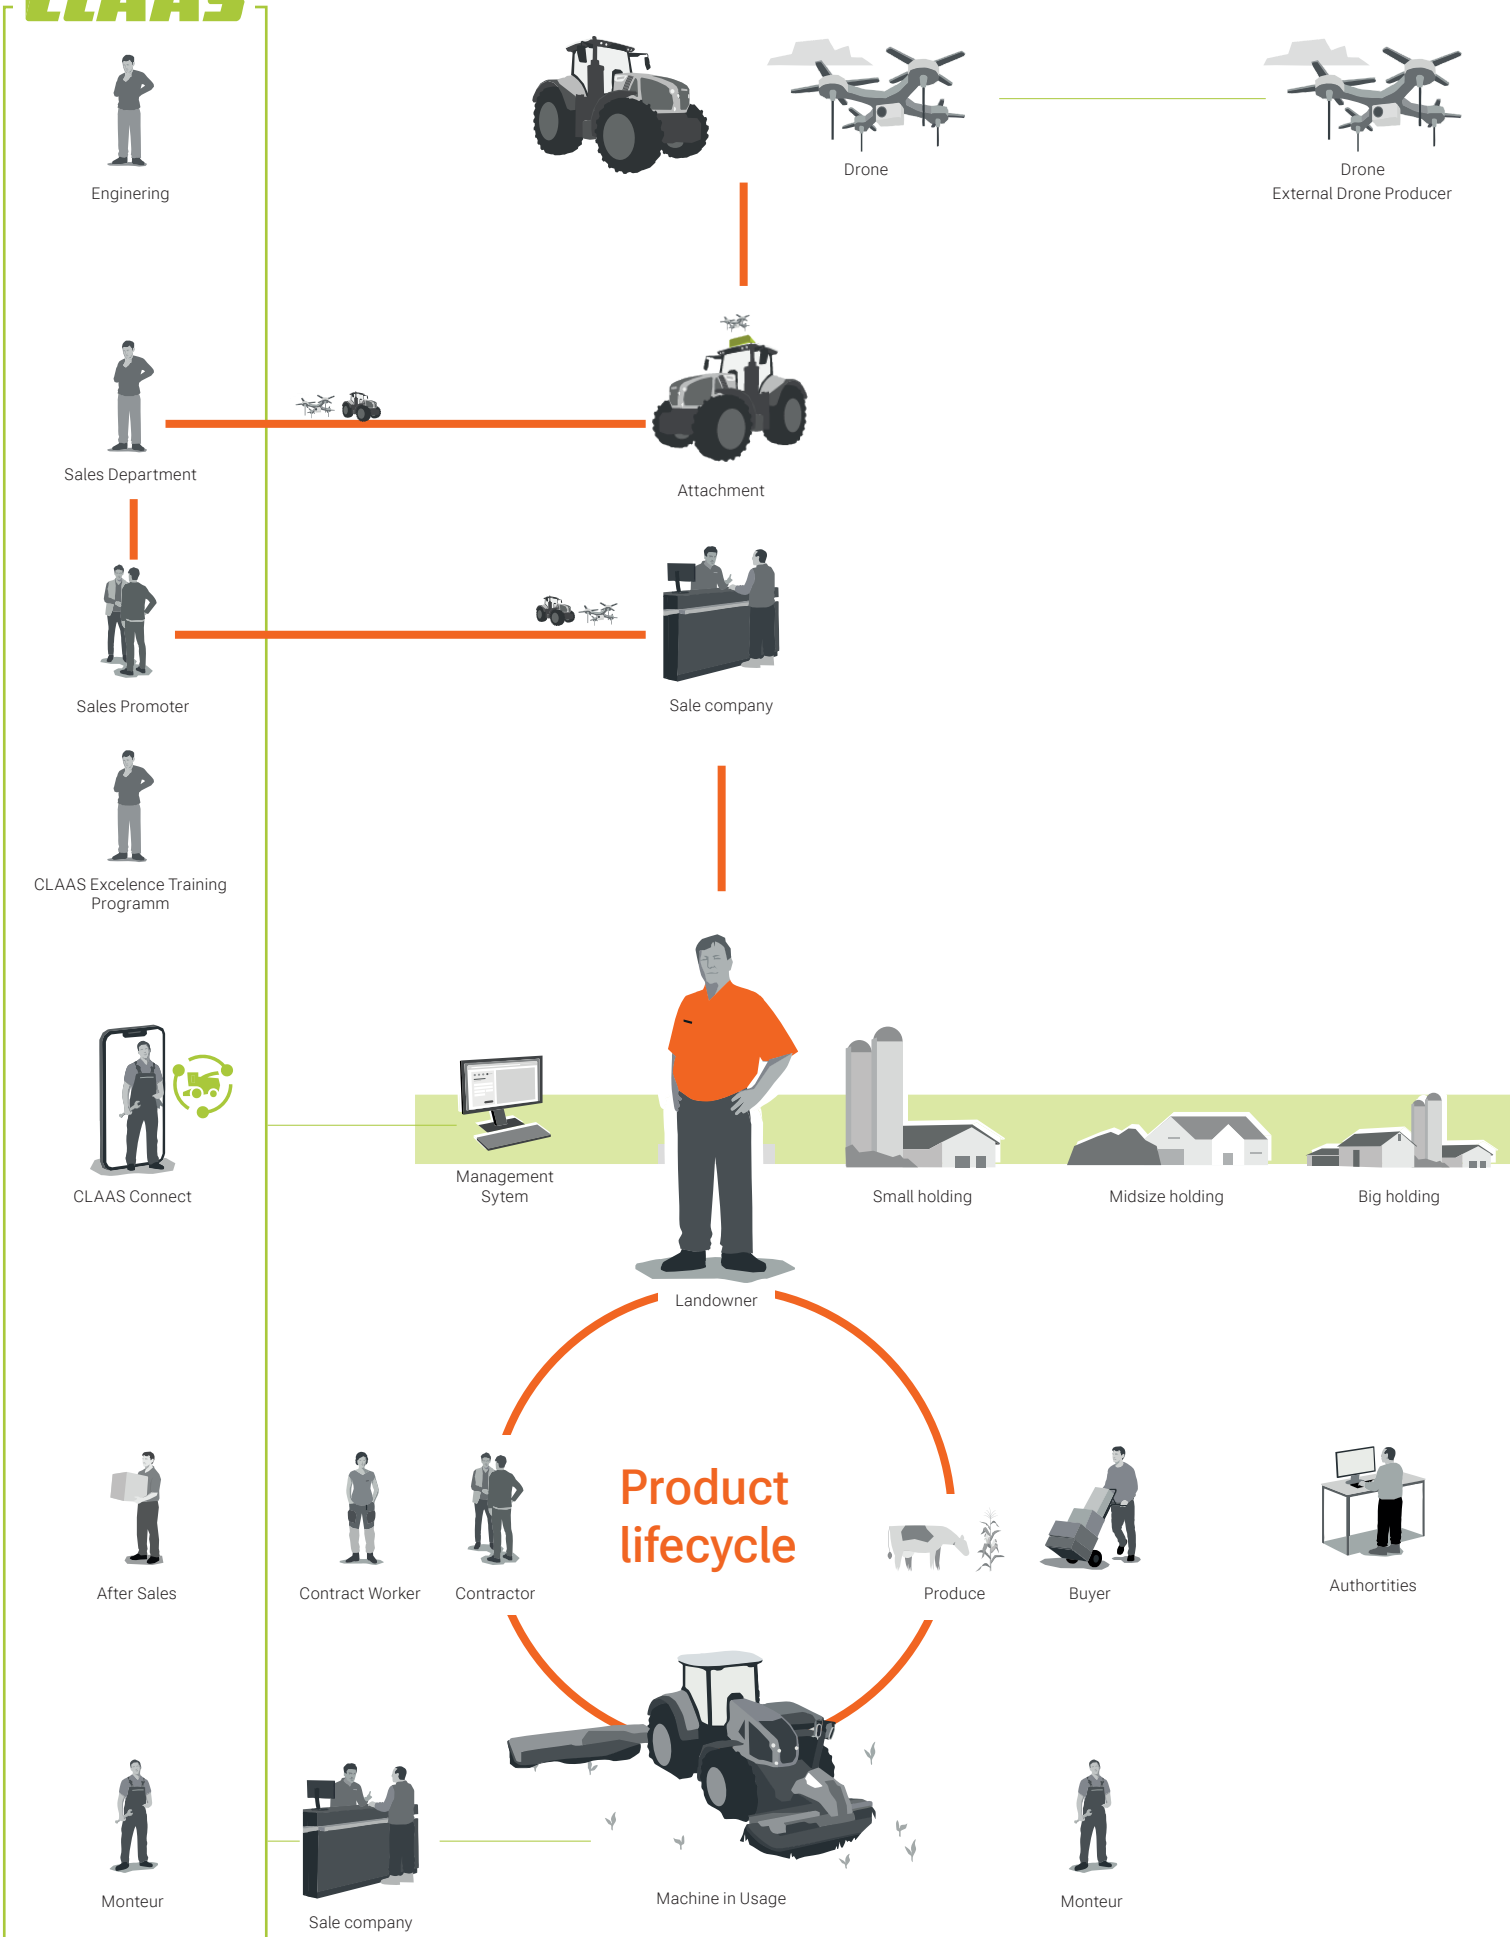 CLAAS
Enginering
Drone
Drone
External Drone Producer
Sales Department
Attachment
Sales Promoter
Sale company
CLAAS Excelence Training
Programm
CLAAS Connect
Management
Sytem
Small holding
Midsize holding
Big holding
Landowner
Product
lifecycle
After Sales
Contract Worker
Contractor
Produce
Buyer
Authortities
Monteur
Sale company
Machine in Usage
Monteur